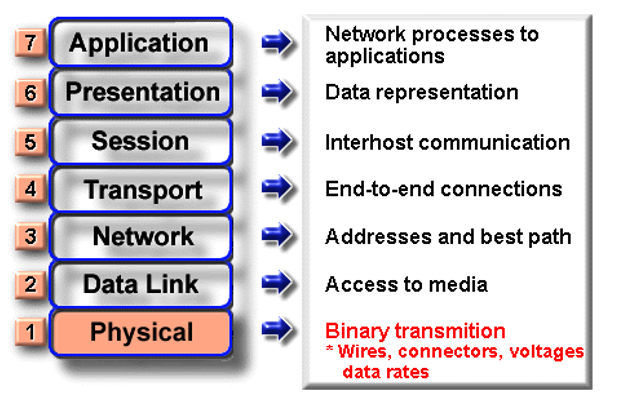 7 Application Network processes to
applications
6 Presentation Data representation
5 Session Interhost communication
4 Transport End-to-end connections
3 Network Addresses and best path
2 Data Link Access to media
1 Physical Binary transmition
* Wires, connectors, voltages
data rates